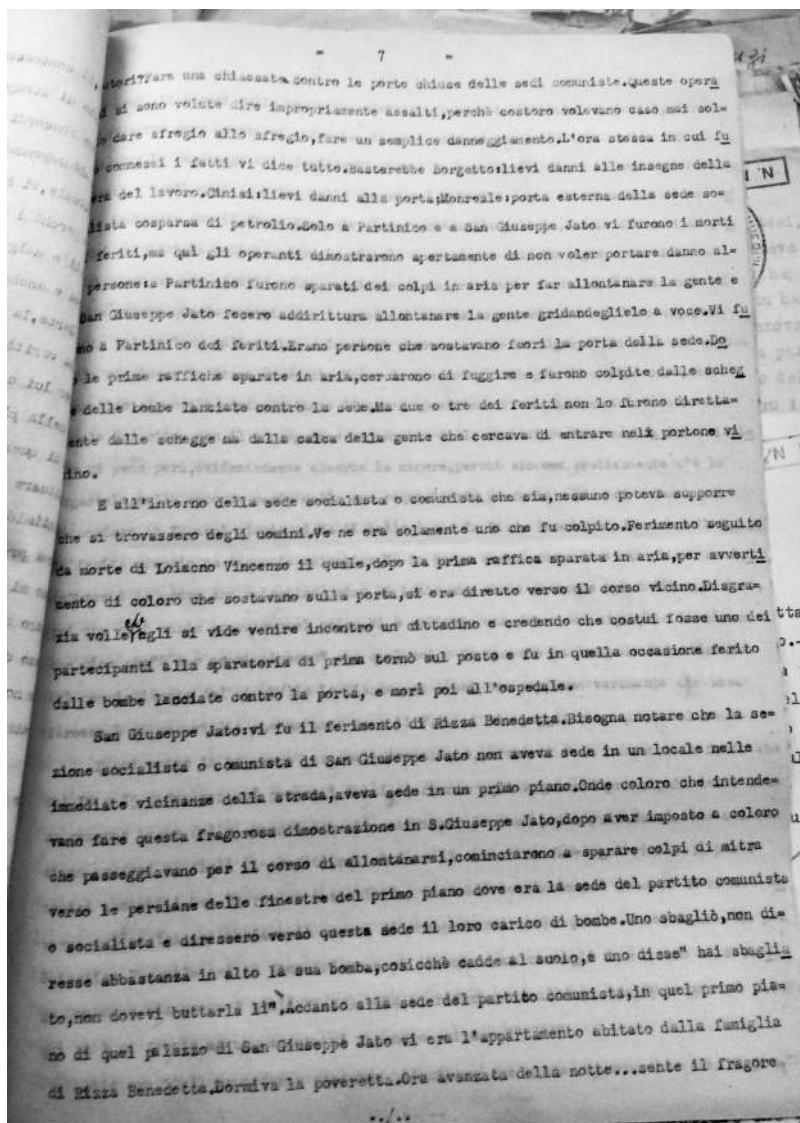 - 7 -
utori?Fare una chiassata contro le porte chiuse delle sedi comuniste.Queste opera
si sono volute dire impropriamente assalti,perchè costoro volevano caso mai sol=
dare sfregio allo sfregio,fare un semplice danneggiamento.L'ora stessa in cui fu
commessi i fatti vi dice tutto.Basterebbe Borgetto:lievi danni alle insegne della
era del lavoro.Cinisi:lievi danni alla porta;Monreale:porta esterna della sede so=
lista cosparsa di petrolio.Solo a Partinico e a San Giuseppe Jato vi furono i morti
feriti,ma quì gli operanti dimostrarono apertamente di non voler portare danno al=
persone:a Partinico furono sparati dei colpi in aria per far allontanare la gente e
San Giuseppe Jato fecero addirittura allontanare la gente gridandoglielo a voce.Vi fu
no a Partinico dei feriti.Erano persone che sostavano fuori la porta della sede.Do
le prime raffiche sparate in aria,cercarono di fuggire e furono colpite dalle scheg
e delle bombe lanciate contro la sede.Ma due o tre dei feriti non lo furono diretta=
ente dalle schegge ma dalla calca della gente che cercava di entrare nell portone vi
ino.
E all'interno della sede socialista o comunista che sia,nessuno poteva supporre
che si trovassero degli uomini.Ve ne era solamente uno che fu colpito.Ferimento seguito
da morte di Loiacno Vincenzo il quale,dopo la prima raffica sparata in aria,per avverti
mento di coloro che sostavano sulla porta,si era diretto verso il corso vicino.Disgra=
zia volle che egli si vide venire incontro un cittadino e credendo che costui fosse uno dei
partecipanti alla sparatoria di prima tornò sul posto e fu in quella occasione ferito
dalle bombe lanciate contro la porta, e morì poi all'ospedale.
San Giuseppe Jato:vi fu il ferimento di Rizza Benedetta.Bisogna notare che la se=
zione socialista o comunista di San Giuseppe Jato non aveva sede in un locale nelle
immediate vicinanze della strada,aveva sede in un primo piano.Onde coloro che intende=
vano fare questa fragorosa dimostrazione in S.Giuseppe Jato,dopo aver imposto a coloro
che passeggiavano per il corso di allontanarsi,cominciarono a sparare colpi di mitra
verso le persiane delle finestre del primo piano dove era la sede del partito comunista
o socialista e diressero verso questa sede il loro carico di bombe.Uno sbagliò,non di=
resse abbastanza in alto la sua bomba,cosicchè cadde al suolo,e uno disse" hai sbaglia
to,non dovevi buttarla lì".Accanto alla sede del partito comunista,in quel primo pia=
no di quel palazzo di San Giuseppe Jato vi era l'appartamento abitato dalla famiglia
di Rizza Benedetta.Dormiva la poveretta.Ora avanzata della notte...sente il fragore
../..